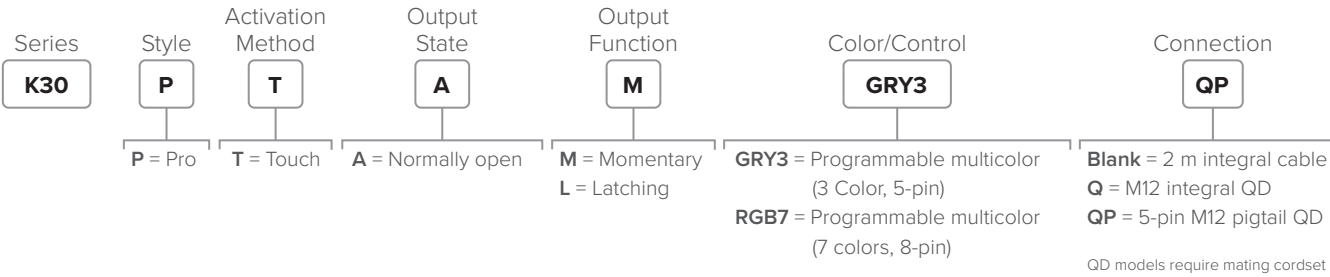 Series
K30
Style
P
P = Pro
Activation
Method
T
T = Touch
Output
State
A
A = Normally open
Output
Function
M
M = Momentary
L = Latching
Color/Control
GRY3
GRY3 = Programmable multicolor
(3 Color, 5-pin)
RGB7 = Programmable multicolor
(7 colors, 8-pin)
Connection
QP
Blank = 2 m integral cable
Q = M12 integral QD
QP = 5-pin M12 pigtail QD
QD models require mating cordset